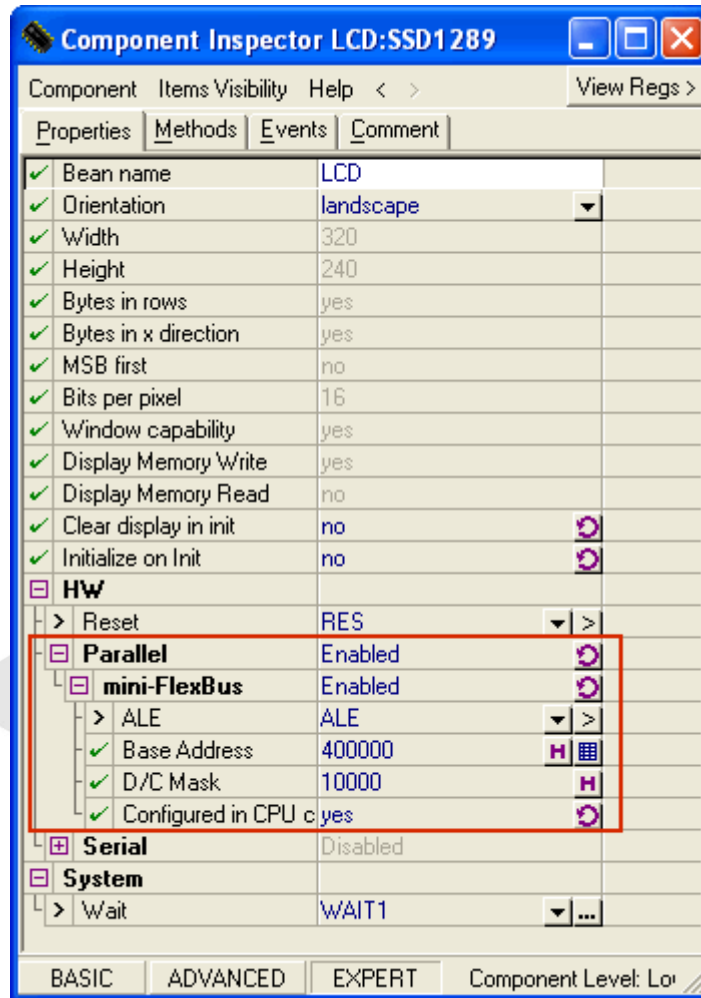 Component Inspector LCD:SSD1289
Component Items Visibility Help < > View Regs >
Properties Methods Events Comment
Bean name LCD
Orientation landscape
Width 320
Height 240
Bytes in rows yes
Bytes in x direction yes
MSB first no
Bits per pixel 16
Window capability yes
Display Memory Write yes
Display Memory Read no
Clear display in init no
Initialize on Init no
HW
> Reset RES >
Parallel Enabled
mini-FlexBus Enabled
> ALE ALE >
Base Address 400000 H
D/C Mask 10000 H
Configured in CPU c yes
Serial Disabled
System
> Wait WAIT1 ...
BASIC ADVANCED EXPERT Component Level: Lo